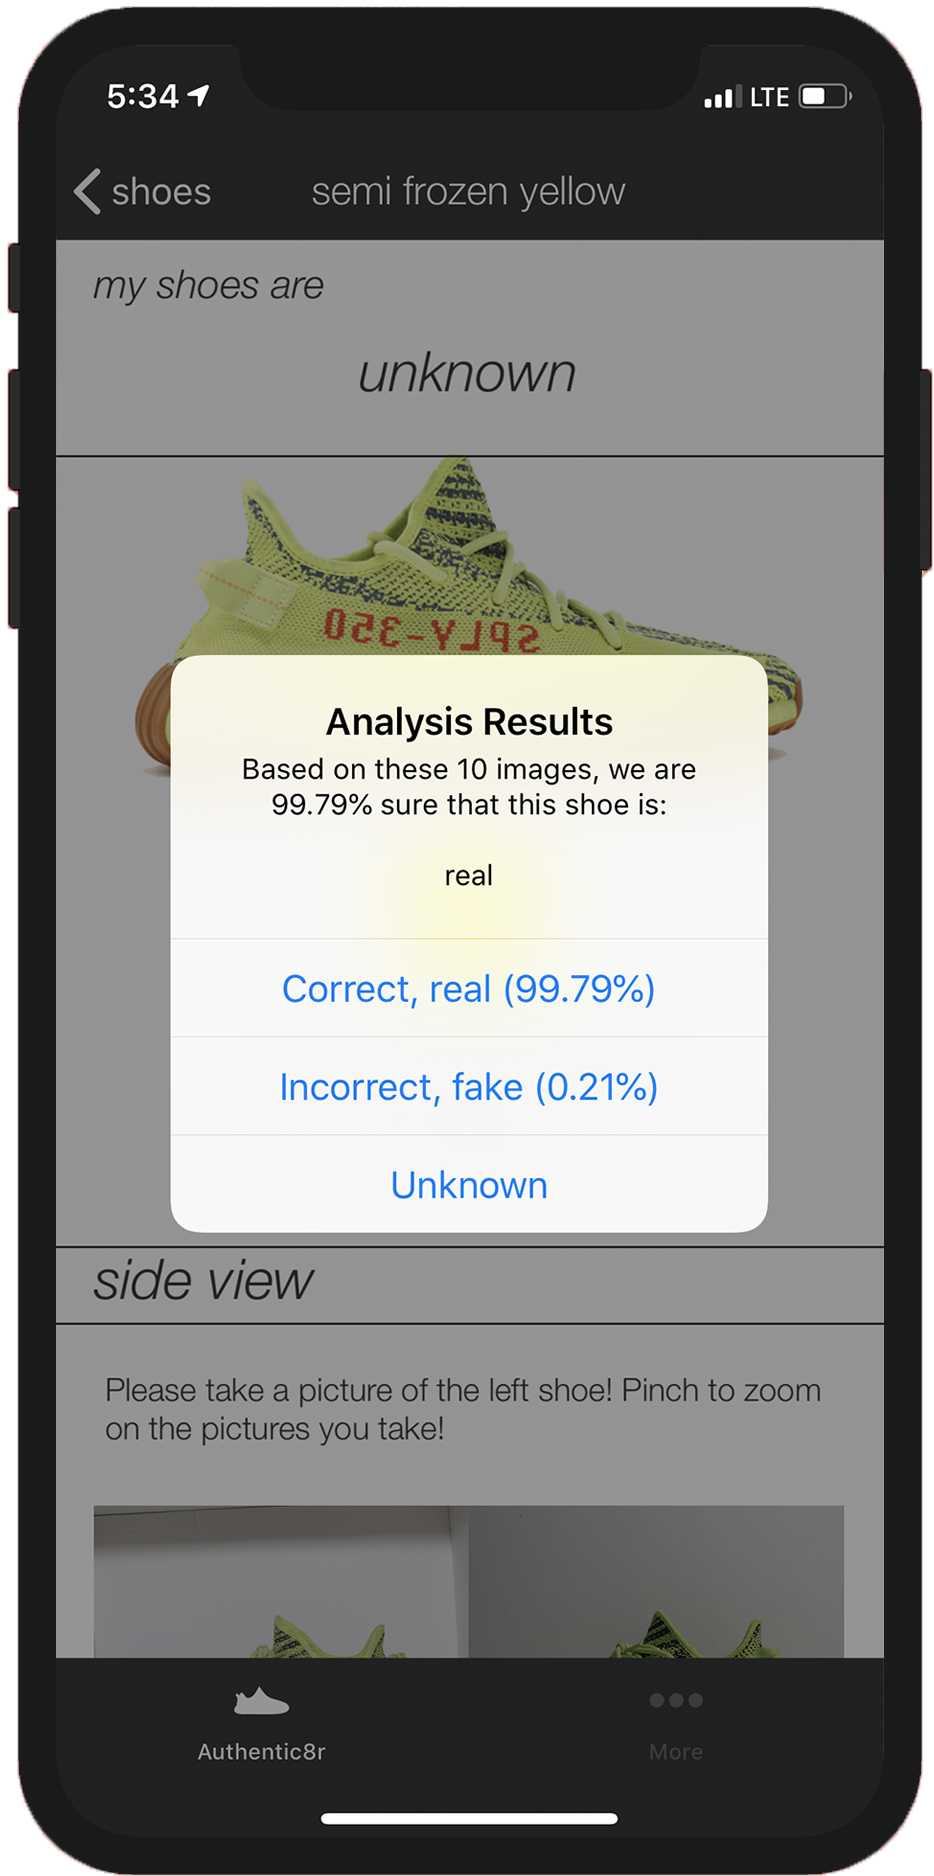 5:34
LTE
shoes
semi frozen yellow
my shoes are
unknown
SPLY-350
Analysis Results
Based on these 10 images, we are
99.79% sure that this shoe is:
real
Correct, real (99.79%)
Incorrect, fake (0.21%)
Unknown
side view
Please take a picture of the left shoe! Pinch to zoom
on the pictures you take!
Authentic8r
More